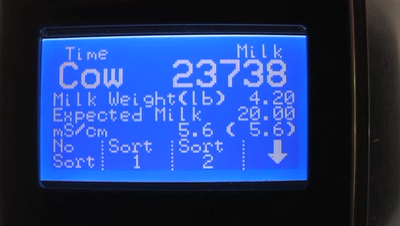 Time Milk
Cow 23738
Milk Weight(lb) 4.20
Expected Milk 20.00
mS/cm 5.6 ( 5.6)
No Sort Sort
Sort 1 2